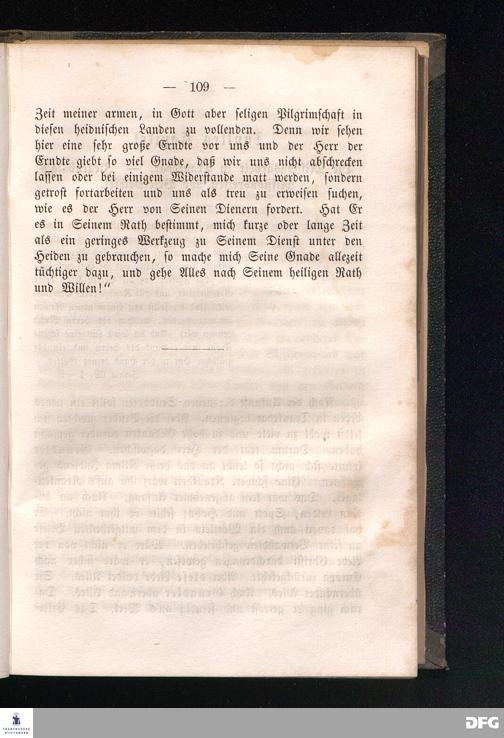 — 109 —
Zeit meiner armen, in Gott aber seligen Pilgrimschaft in
diesen heidnischen Landen zu vollenden. Denn wir sehen
hier eine sehr große Erndte vor uns und der Herr der
Erndte giebt so viel Gnade, daß wir uns nicht abschrecken
lassen oder bei einigem Widerstande matt werden, sondern
getrost fortarbeiten und uns als treu zu erweisen suchen,
wie es der Herr von Seinen Dienern fordert. Hat Er
es in Seinem Rath bestimmt, mich kurze oder lange Zeit
als ein geringes Werkzeug zu Seinem Dienst unter den
Heiden zu gebrauchen, so mache mich Seine Gnade allezeit
tüchtiger dazu, und gehe Alles nach Seinem heiligen Rath
und Willen!“
FRANCKESCHE
STIFTUNGEN
DFG